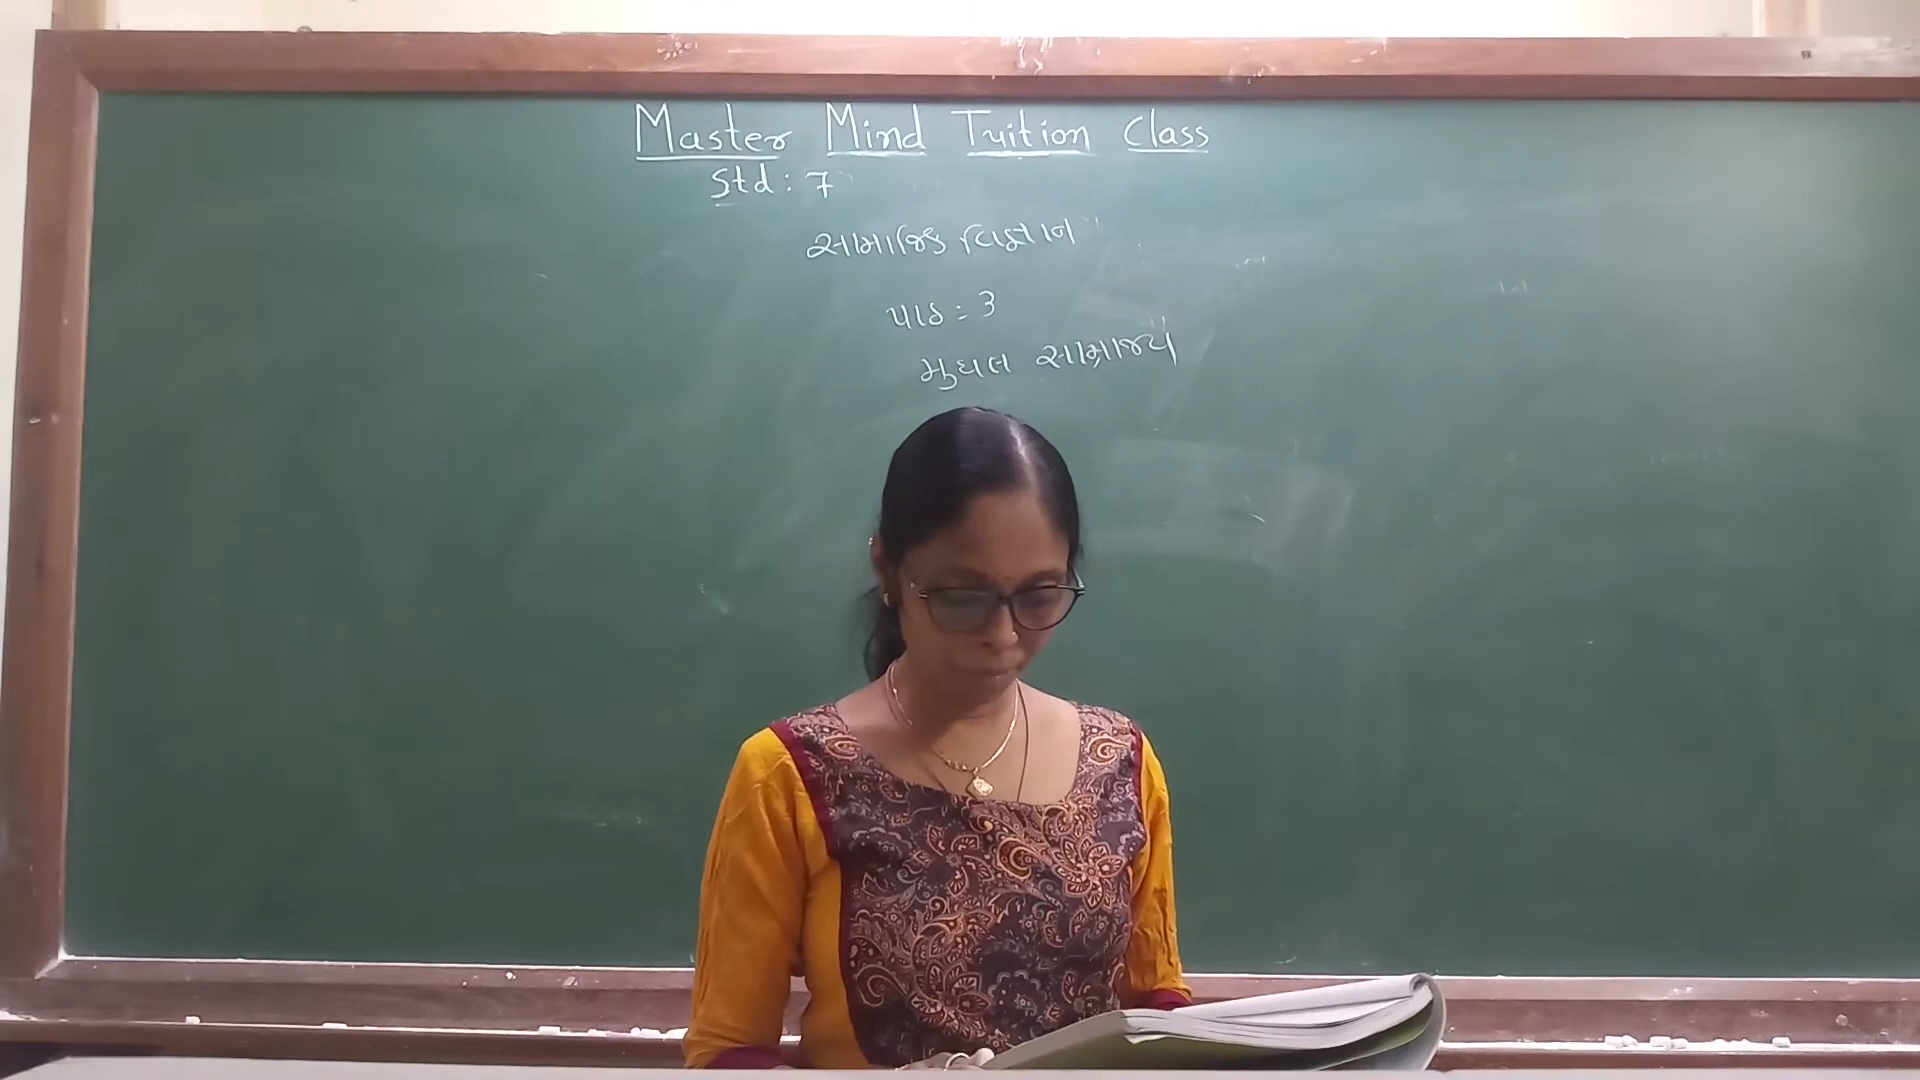 Master Mind Tuition Class
Std : 7
સામાજિક વિજ્ઞાન
પાઠ : 3
મુઘલ સામ્રાજ્ય